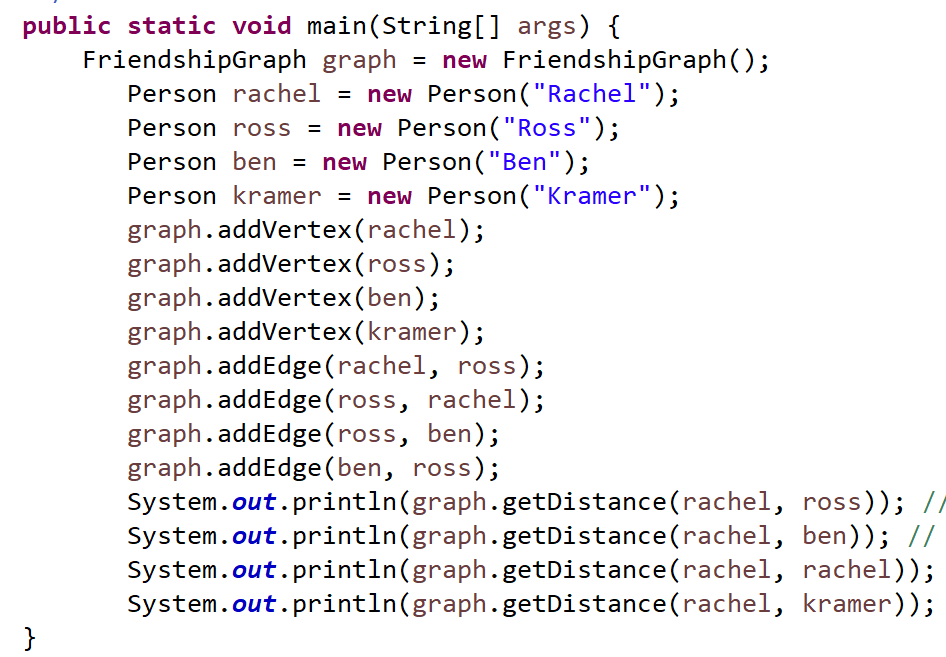 public static void main(String[] args) {
FriendshipGraph graph = new FriendshipGraph();
Person rachel = new Person("Rachel");
Person ross = new Person("Ross");
Person ben = new Person("Ben");
Person kramer = new Person("Kramer");
graph.addVertex(rachel);
graph.addVertex(ross);
graph.addVertex(ben);
graph.addVertex(kramer);
graph.addEdge(rachel, ross);
graph.addEdge(ross, rachel);
graph.addEdge(ross, ben);
graph.addEdge(ben, ross);
System.out.println(graph.getDistance(rachel, ross)); //
System.out.println(graph.getDistance(rachel, ben)); //
System.out.println(graph.getDistance(rachel, rachel));
System.out.println(graph.getDistance(rachel, kramer));
}